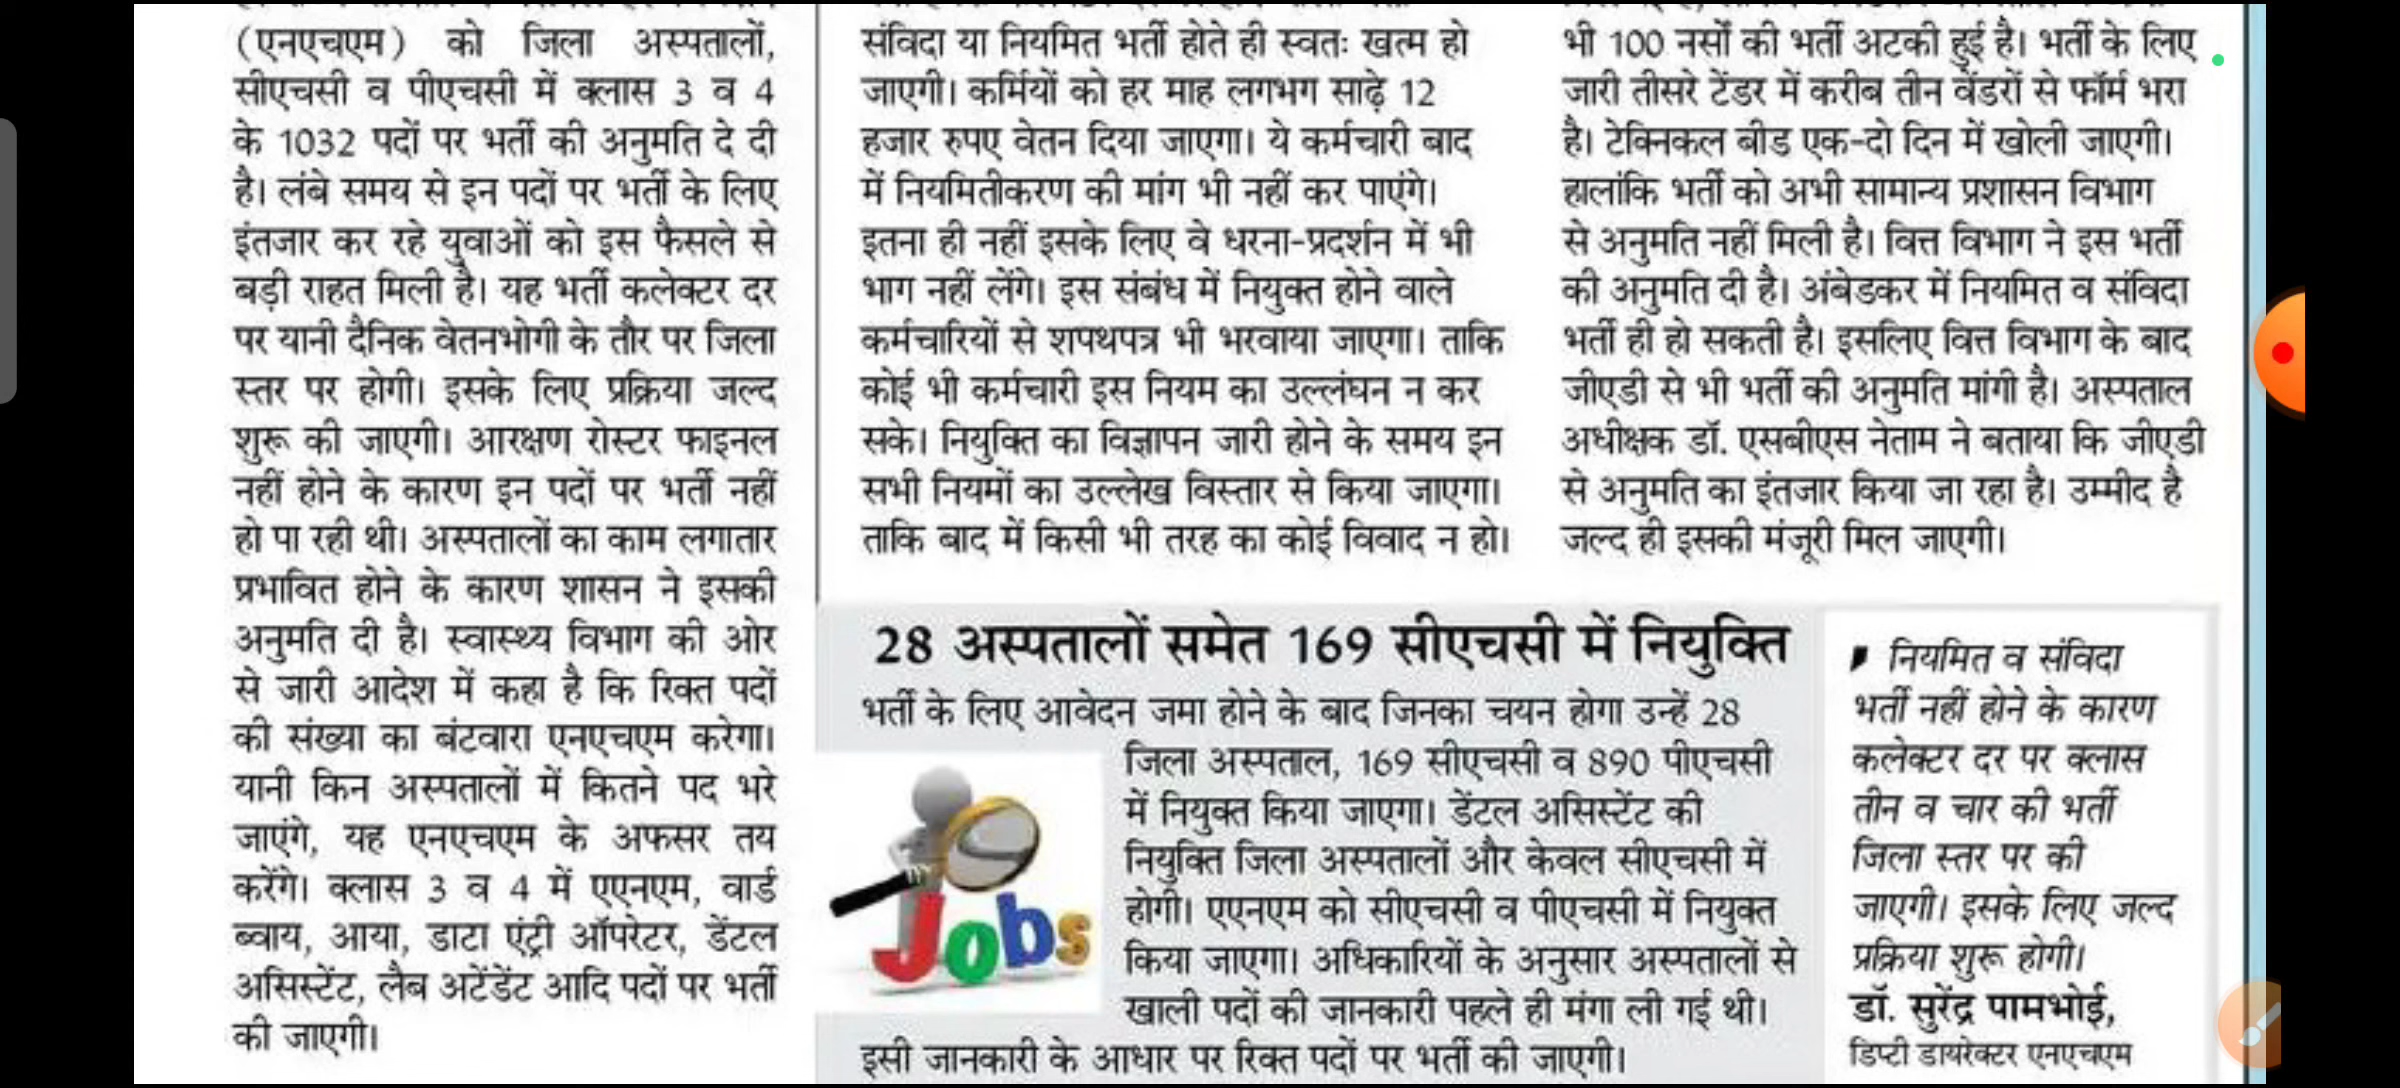 (एनएचएम) को जिला अस्पतालों,
सीएचसी व पीएचसी में क्लास 3 व 4
के 1032 पदों पर भर्ती की अनुमति दे दी
है। लंबे समय से इन पदों पर भर्ती के लिए
इंतजार कर रहे युवाओं को इस फैसले से
बड़ी राहत मिली है। यह भर्ती कलेक्टर दर
पर यानी दैनिक वेतनभोगी के तौर पर जिला
स्तर पर होगी। इसके लिए प्रक्रिया जल्द
शुरू की जाएगी। आरक्षण रोस्टर फाइनल
नहीं होने के कारण इन पदों पर भर्ती नहीं
हो पा रही थी। अस्पतालों का काम लगातार
प्रभावित होने के कारण शासन ने इसकी
अनुमति दी है। स्वास्थ्य विभाग की ओर
से जारी आदेश में कहा है कि रिक्त पदों
की संख्या का बंटवारा एनएचएम करेगा।
यानी किन अस्पतालों में कितने पद भरे
जाएंगे, यह एनएचएम के अफसर तय
करेंगे। क्लास 3 व 4 में एएनएम, वार्ड
ब्वाय, आया, डाटा एंट्री ऑपरेटर, डेंटल
असिस्टेंट, लैब अटेंडेंट आदि पदों पर भर्ती
की जाएगी।
संविदा या नियमित भर्ती होते ही स्वतः खत्म हो
जाएगी। कर्मियों को हर माह लगभग साढ़े 12
हजार रुपए वेतन दिया जाएगा। ये कर्मचारी बाद
में नियमितीकरण की मांग भी नहीं कर पाएंगे।
इतना ही नहीं इसके लिए वे धरना-प्रदर्शन में भी
भाग नहीं लेंगे। इस संबंध में नियुक्त होने वाले
कर्मचारियों से शपथपत्र भी भरवाया जाएगा। ताकि
कोई भी कर्मचारी इस नियम का उल्लंघन न कर
सके। नियुक्ति का विज्ञापन जारी होने के समय इन
सभी नियमों का उल्लेख विस्तार से किया जाएगा।
ताकि बाद में किसी भी तरह का कोई विवाद न हो।
भी 100 नर्सों की भर्ती अटकी हुई है। भर्ती के लिए
जारी तीसरे टेंडर में करीब तीन वेंडरों से फॉर्म भरा
है। टेक्निकल बीड एक-दो दिन में खोली जाएगी।
हालांकि भर्ती को अभी सामान्य प्रशासन विभाग
से अनुमति नहीं मिली है। वित्त विभाग ने इस भर्ती
की अनुमति दी है। अंबेडकर में नियमित व संविदा
भर्ती ही हो सकती है। इसलिए वित्त विभाग के बाद
जीएडी से भी भर्ती की अनुमति मांगी है। अस्पताल
अधीक्षक डॉ. एसबीएस नेताम ने बताया कि जीएडी
से अनुमति का इंतजार किया जा रहा है। उम्मीद है
जल्द ही इसकी मंजूरी मिल जाएगी।
28 अस्पतालों समेत 169 सीएचसी में नियुक्ति
भर्ती के लिए आवेदन जमा होने के बाद जिनका चयन होगा उन्हें 28
जिला अस्पताल, 169 सीएचसी व 890 पीएचसी
में नियुक्त किया जाएगा। डेंटल असिस्टेंट की
नियुक्ति जिला अस्पतालों और केवल सीएचसी में
होगी। एएनएम को सीएचसी व पीएचसी में नियुक्त
किया जाएगा। अधिकारियों के अनुसार अस्पतालों से
खाली पदों की जानकारी पहले ही मंगा ली गई थी।
इसी जानकारी के आधार पर रिक्त पदों पर भर्ती की जाएगी।
Jobs
नियमित व संविदा
भर्ती नहीं होने के कारण
कलेक्टर दर पर क्लास
तीन व चार की भर्ती
जिला स्तर पर की
जाएगी। इसके लिए जल्द
प्रक्रिया शुरू होगी।
डॉ. सुरेंद्र पामभोई,
डिप्टी डायरेक्टर एनएचएम